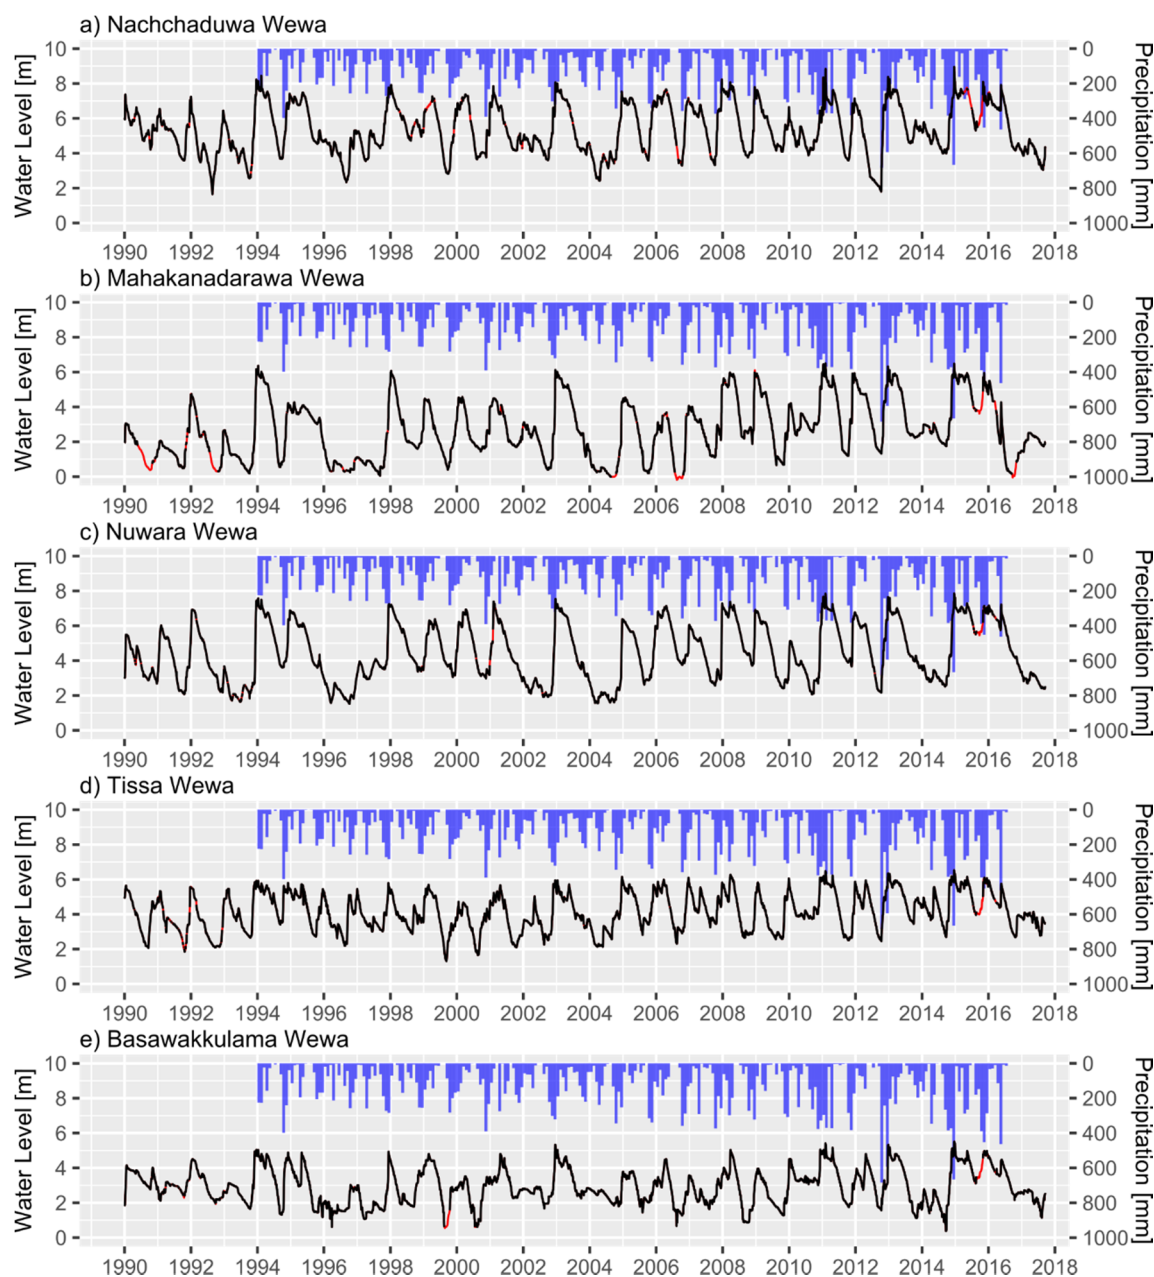 a) Nachchaduwa Wewa
10 8 6 4 2 0
Water Level [m]
0 200 400 600 800 1000
Precipitation [mm]
1990 1992 1994 1996 1998 2000 2002 2004 2006 2008 2010 2012 2014 2016 2018
b) Mahakanadarawa Wewa
10 8 6 4 2 0
Water Level [m]
0 200 400 600 800 1000
Precipitation [mm]
1990 1992 1994 1996 1998 2000 2002 2004 2006 2008 2010 2012 2014 2016 2018
c) Nuwara Wewa
10 8 6 4 2 0
Water Level [m]
0 200 400 600 800 1000
Precipitation [mm]
1990 1992 1994 1996 1998 2000 2002 2004 2006 2008 2010 2012 2014 2016 2018
d) Tissa Wewa
10 8 6 4 2 0
Water Level [m]
0 200 400 600 800 1000
Precipitation [mm]
1990 1992 1994 1996 1998 2000 2002 2004 2006 2008 2010 2012 2014 2016 2018
e) Basawakkulama Wewa
10 8 6 4 2 0
Water Level [m]
0 200 400 600 800 1000
Precipitation [mm]
1990 1992 1994 1996 1998 2000 2002 2004 2006 2008 2010 2012 2014 2016 2018